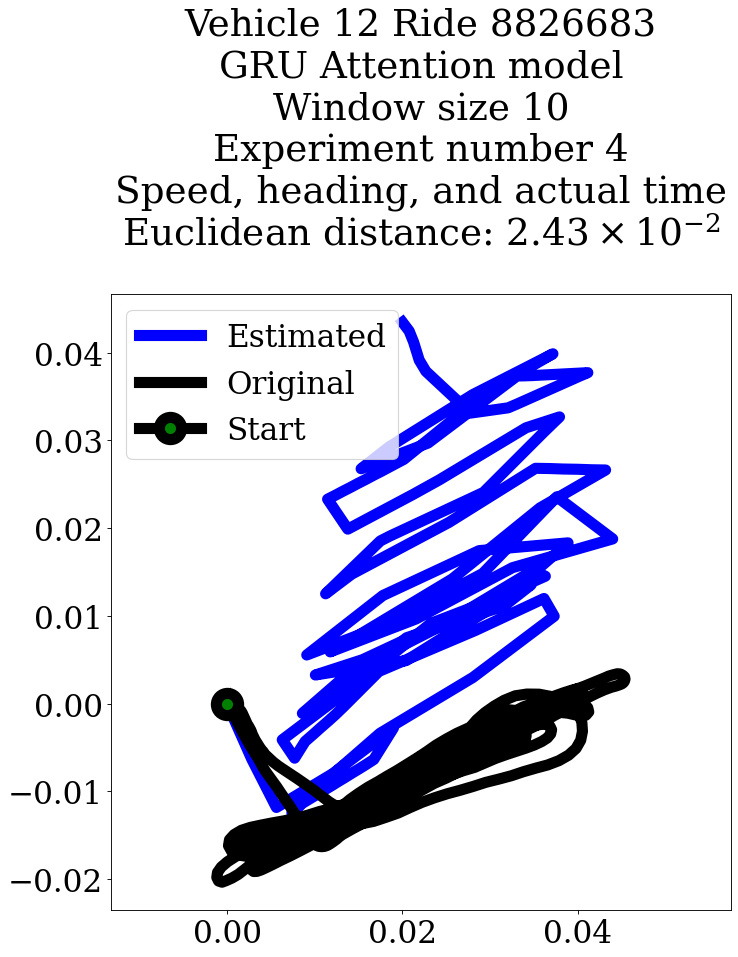 Vehicle 12 Ride 8826683
GRU Attention model
Window size 10
Experiment number 4
Speed, heading, and actual time
Euclidean distance: 2.43 × 10⁻²
Estimated
Original
Start
0.04
0.03
0.02
0.01
0.00
−0.01
−0.02
0.00 0.02 0.04